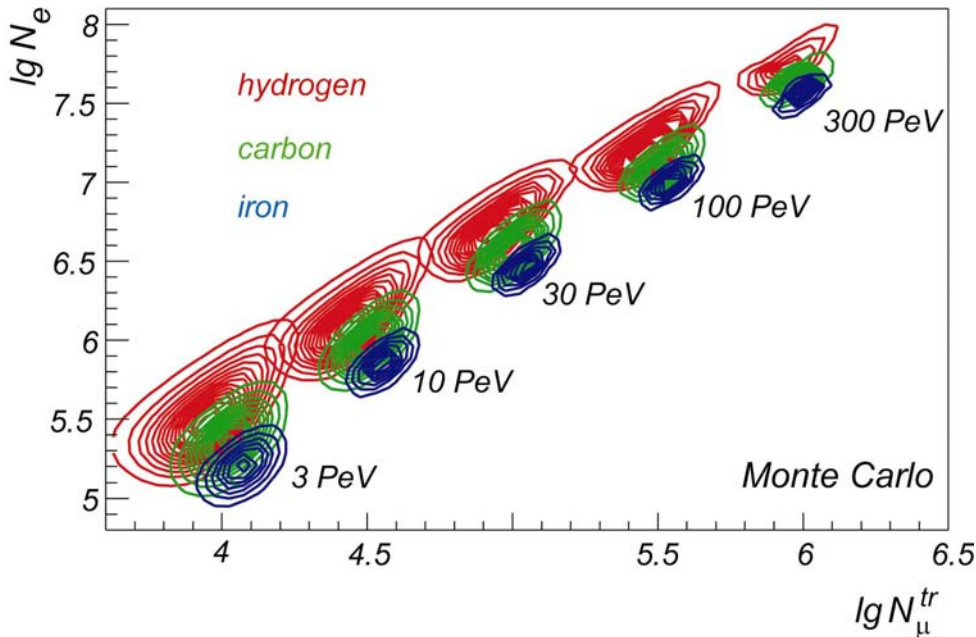 lg N_e
8
7.5
7
6.5
6
5.5
5
hydrogen
carbon
iron
300 PeV
100 PeV
30 PeV
10 PeV
3 PeV
Monte Carlo
4
4.5
5
5.5
6
6.5
lg N_μ^tr